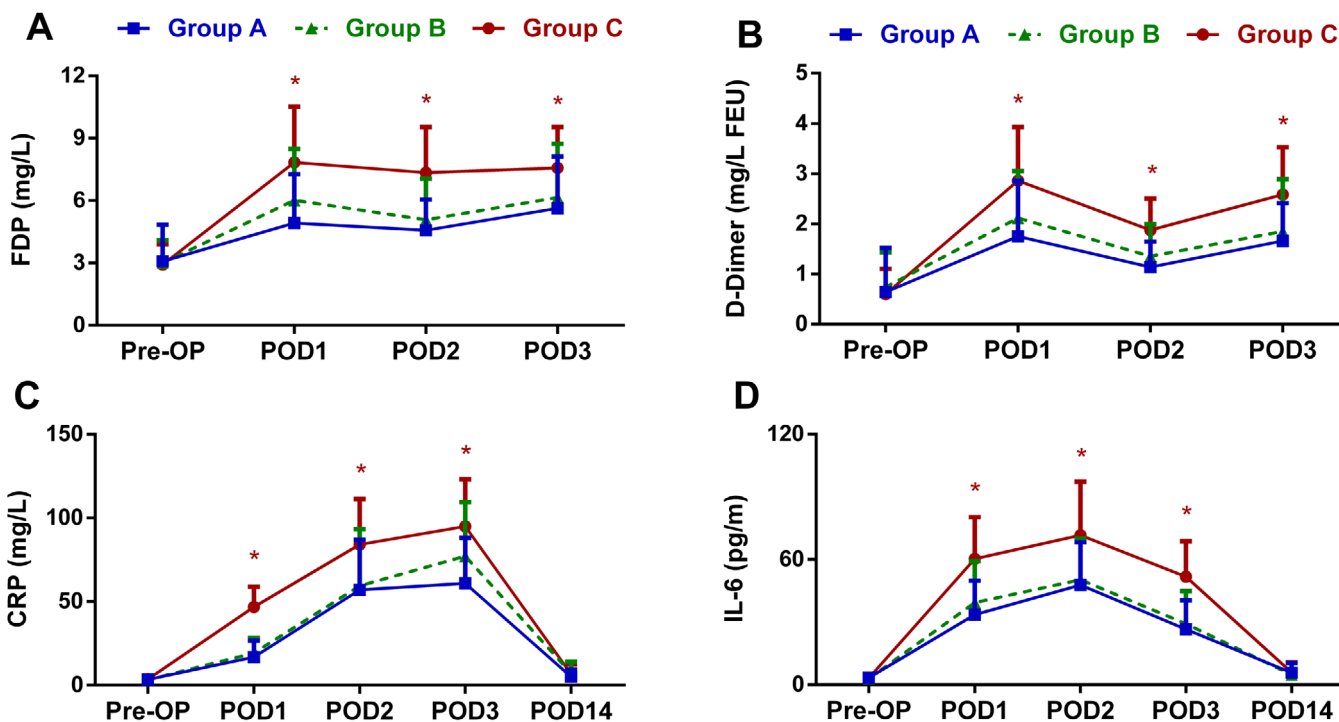 A
Group A Group B Group C
FDP (mg/L)
12
9
6
3
0
* * *
Pre-OP POD1 POD2 POD3
B
Group A Group B Group C
D-Dimer (mg/L FEU)
5
4
3
2
1
0
* * *
Pre-OP POD1 POD2 POD3
C
CRP (mg/L)
150
100
50
0
* * *
Pre-OP POD1 POD2 POD3 POD14
D
IL-6 (pg/m)
120
60
0
* * *
Pre-OP POD1 POD2 POD3 POD14